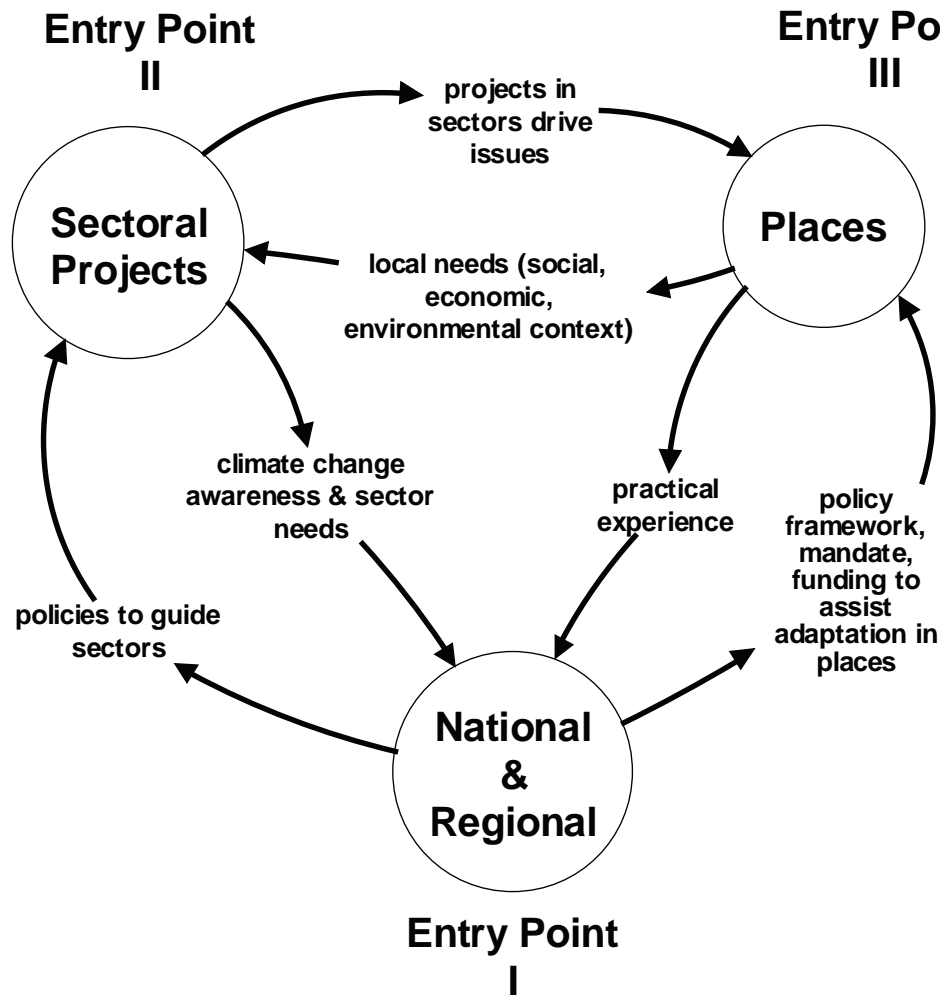 Entry Point
II
Entry Po
III
projects in
sectors drive
issues
Sectoral
Projects
Places
local needs (social,
economic,
environmental context)
climate change
awareness & sector
needs
practical
experience
policy
framework,
mandate,
funding to
assist
adaptation in
places
policies to guide
sectors
National
&
Regional
Entry Point
I